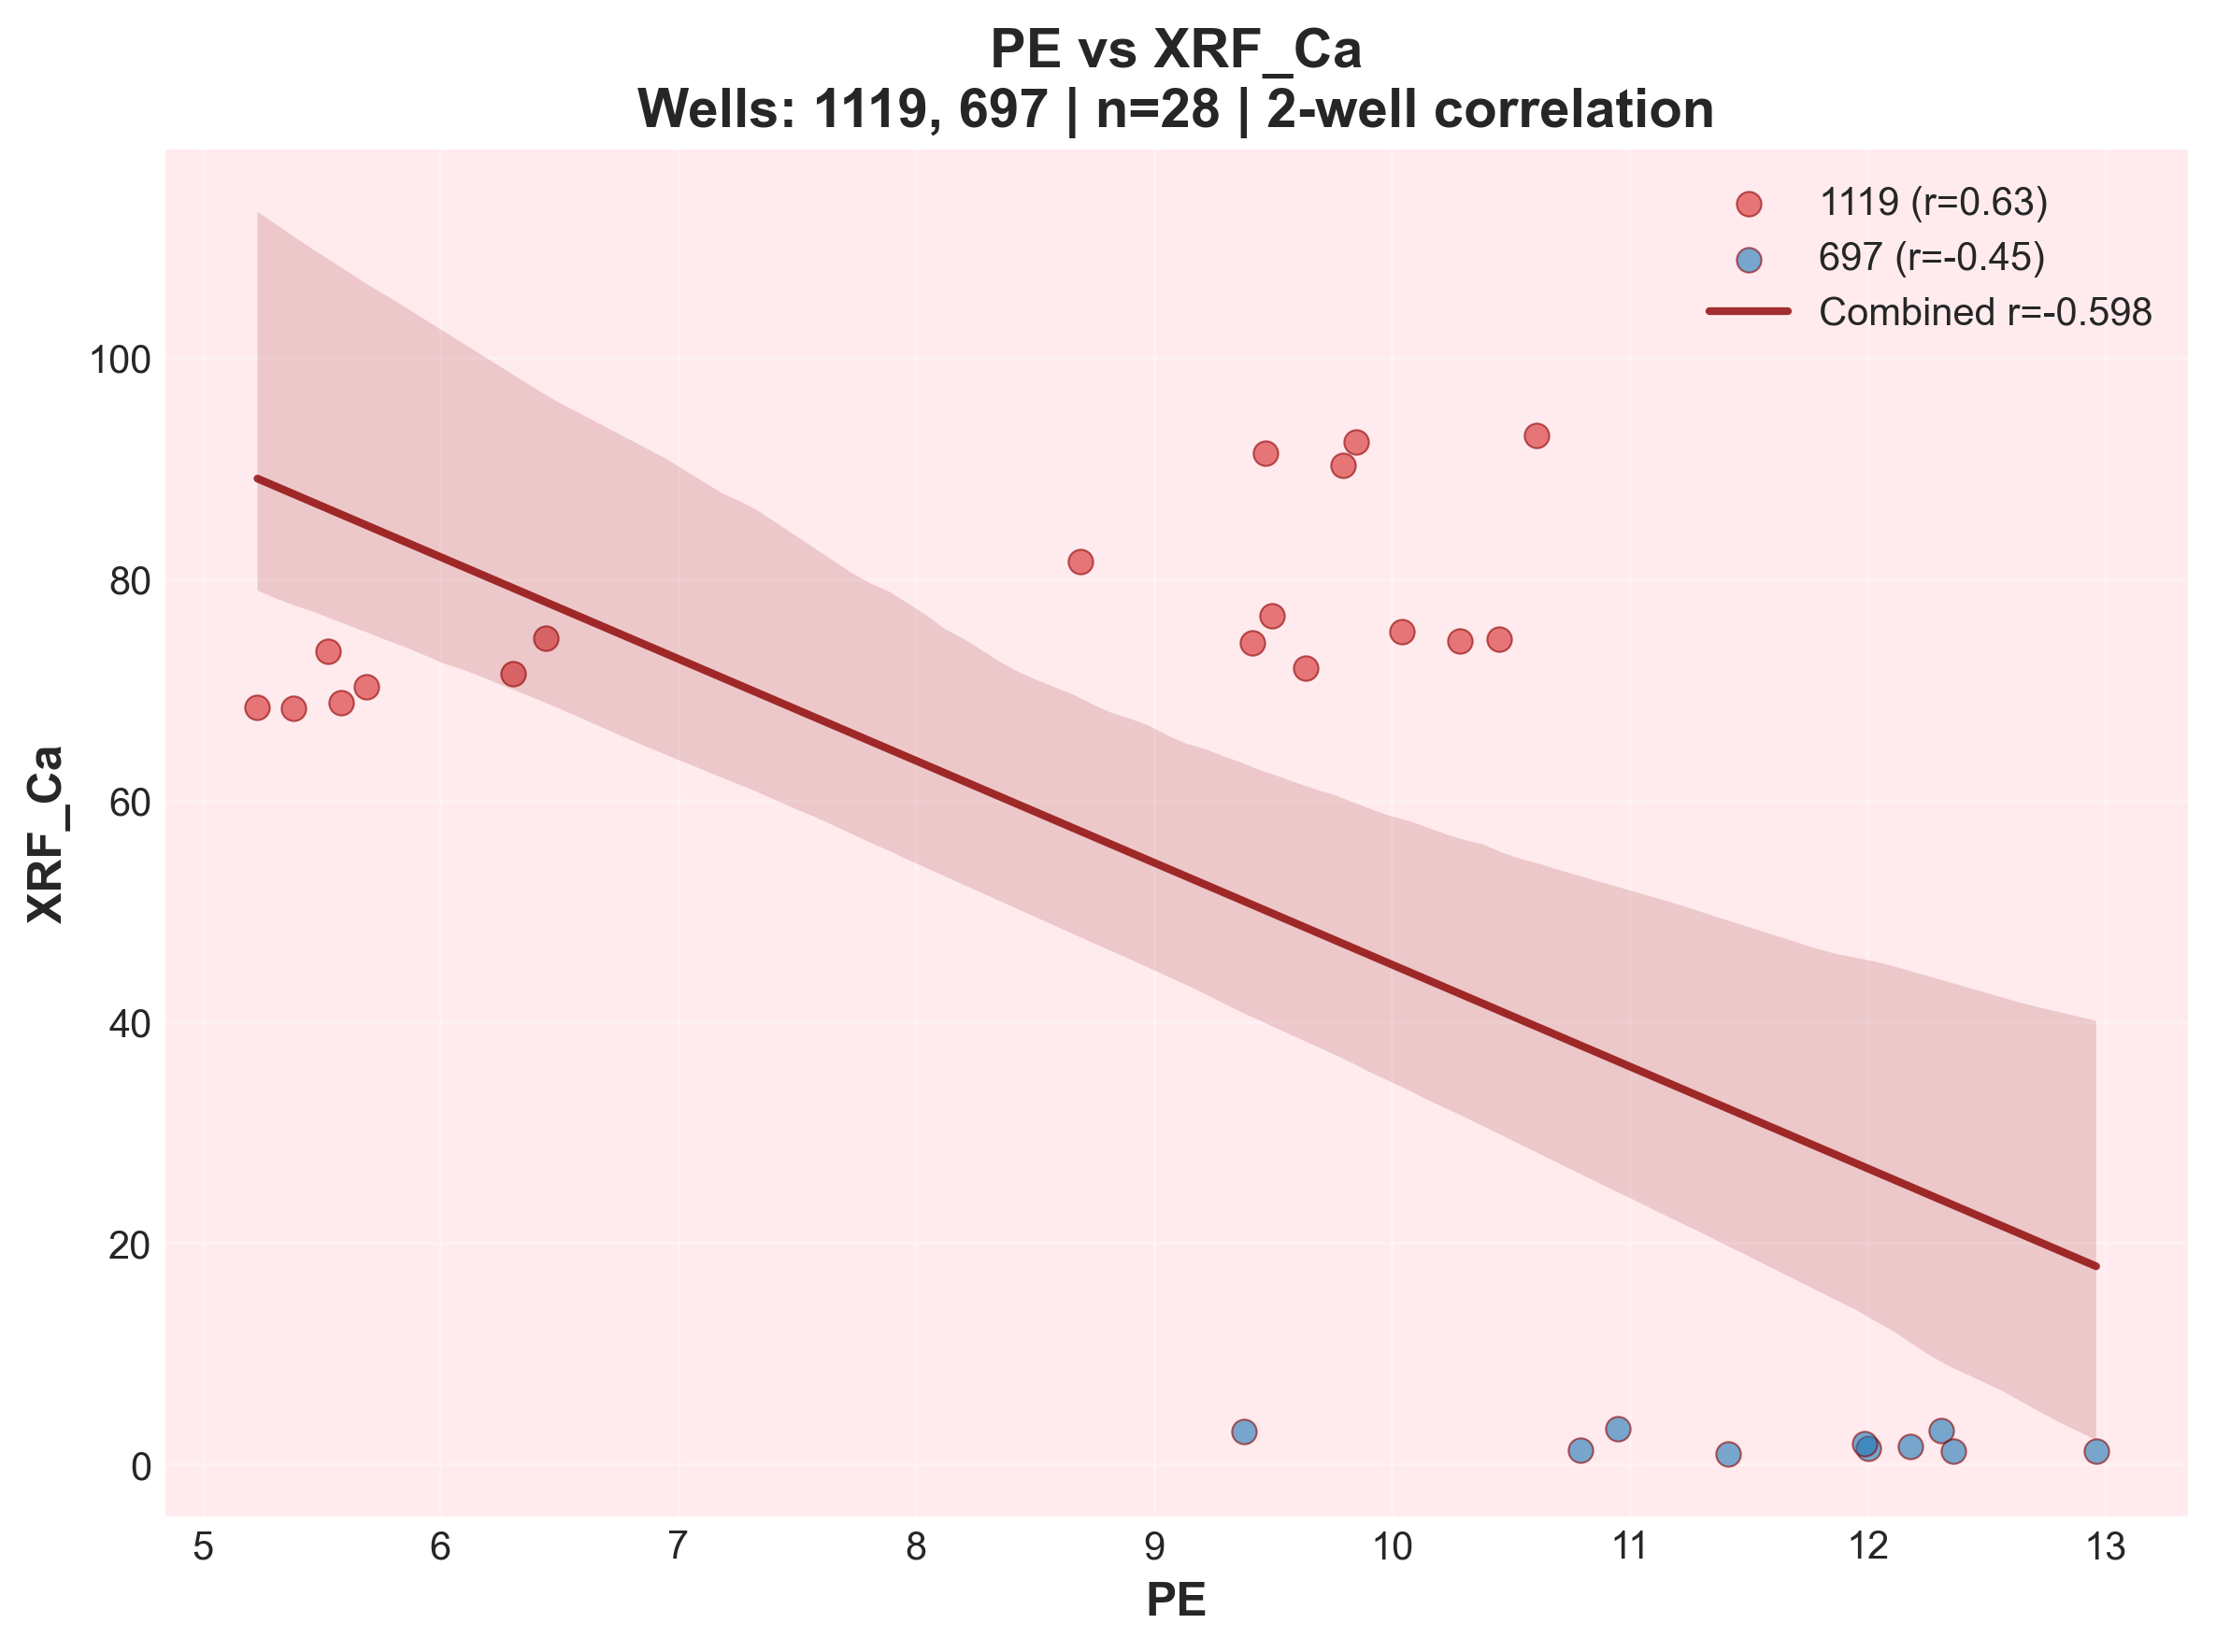 PE vs XRF_Ca
Wells: 1119, 697 | n=28 | 2-well correlation
1119 (r=0.63)
697 (r=-0.45)
Combined r=-0.598
XRF_Ca
100
80
60
40
20
0
5 6 7 8 9 10 11 12 13
PE